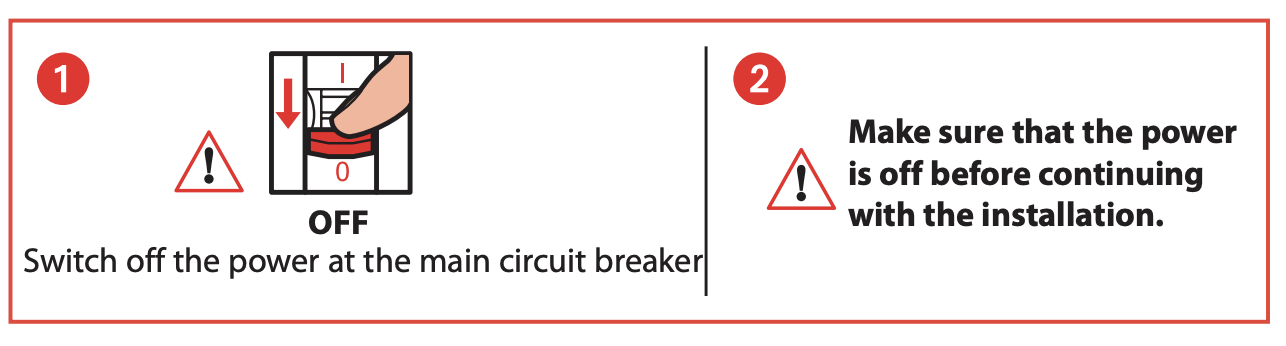 1
I
0
OFF
Switch off the power at the main circuit breaker
2
Make sure that the power
is off before continuing
with the installation.